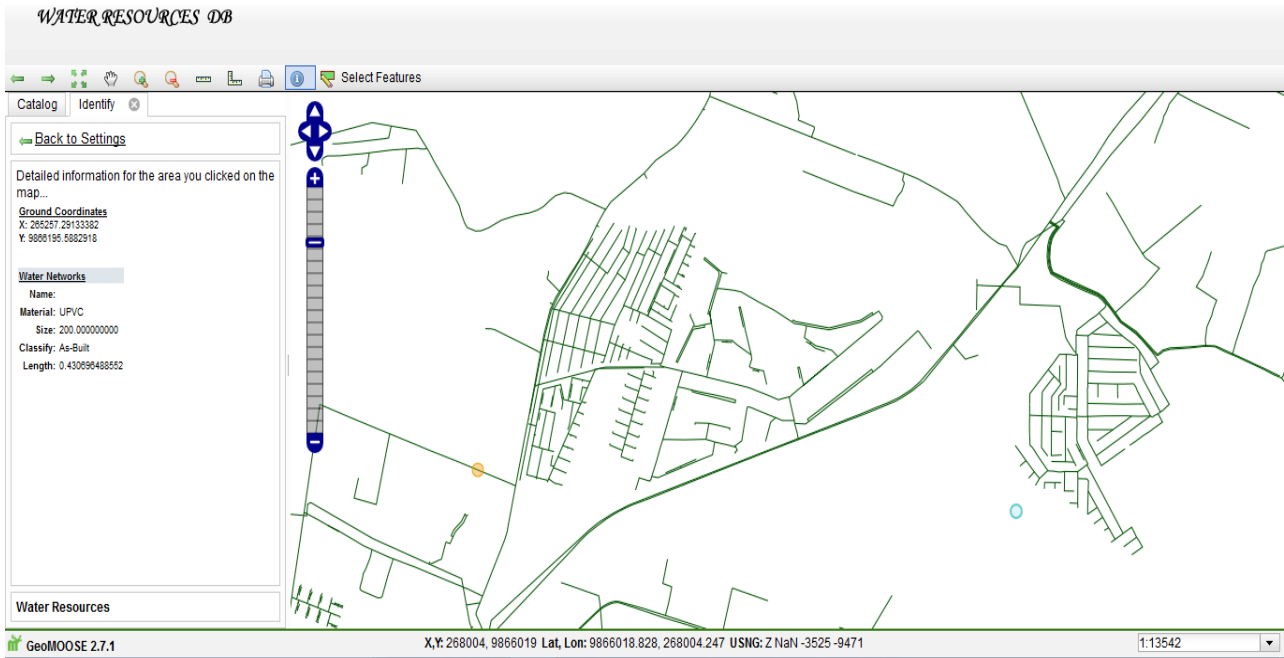 WATER RESOURCES DB
Select Features
Catalog Identify
Back to Settings
Detailed information for the area you clicked on the
map...
Ground Coordinates
X: 265257.29133382
Y: 9866195.5882918
Water Networks
Name:
Material: UPVC
Size: 200.000000000
Classify: As-Built
Length: 0.430696488552
Water Resources
GeoMOOSE 2.7.1 X,Y: 268004, 9866019 Lat, Lon: 9866018.828, 268004.247 USNG: Z NaN -3525 -9471 1:13542